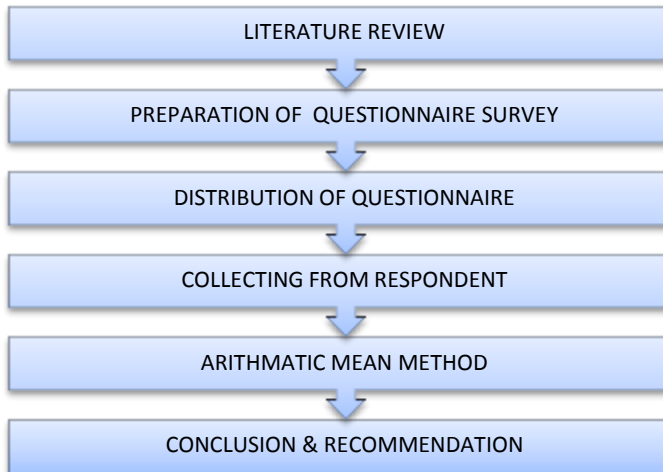 LITERATURE REVIEW
PREPARATION OF QUESTIONNAIRE SURVEY
DISTRIBUTION OF QUESTIONNAIRE
COLLECTING FROM RESPONDENT
ARITHMATIC MEAN METHOD
CONCLUSION & RECOMMENDATION